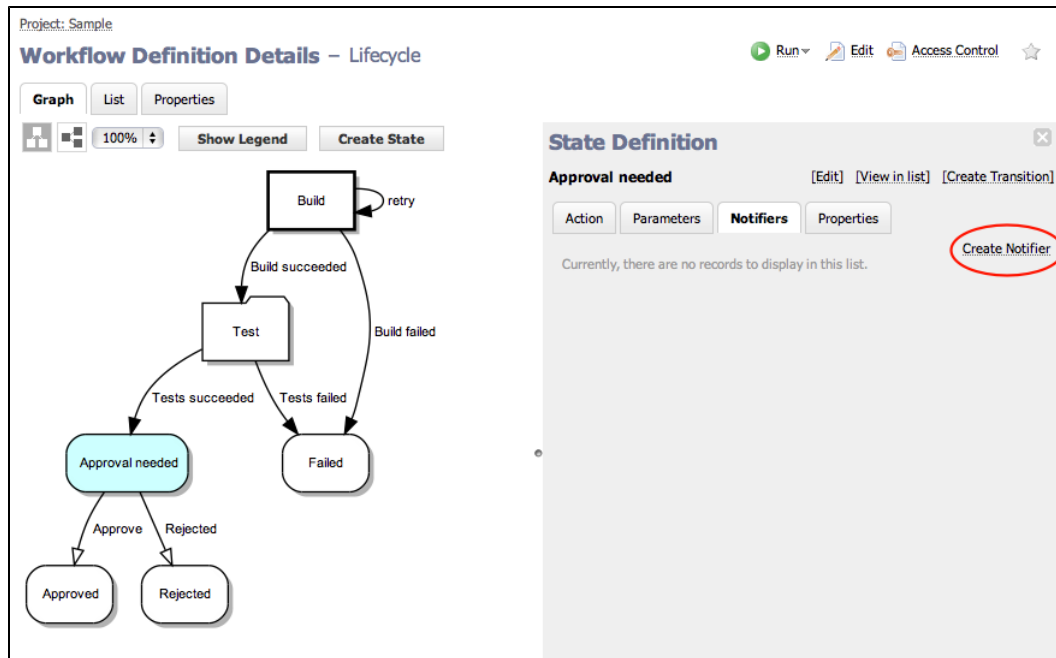 Project: Sample
Workflow Definition Details – Lifecycle
Run Edit Access Control
Graph List Properties
100% Show Legend Create State
State Definition
Approval needed [Edit] [View in list] [Create Transition]
Action Parameters Notifiers Properties
Create Notifier
Currently, there are no records to display in this list.
Build
retry
Build succeeded
Test
Build failed
Tests succeeded
Tests failed
Approval needed
Failed
Approve
Rejected
Approved
Rejected